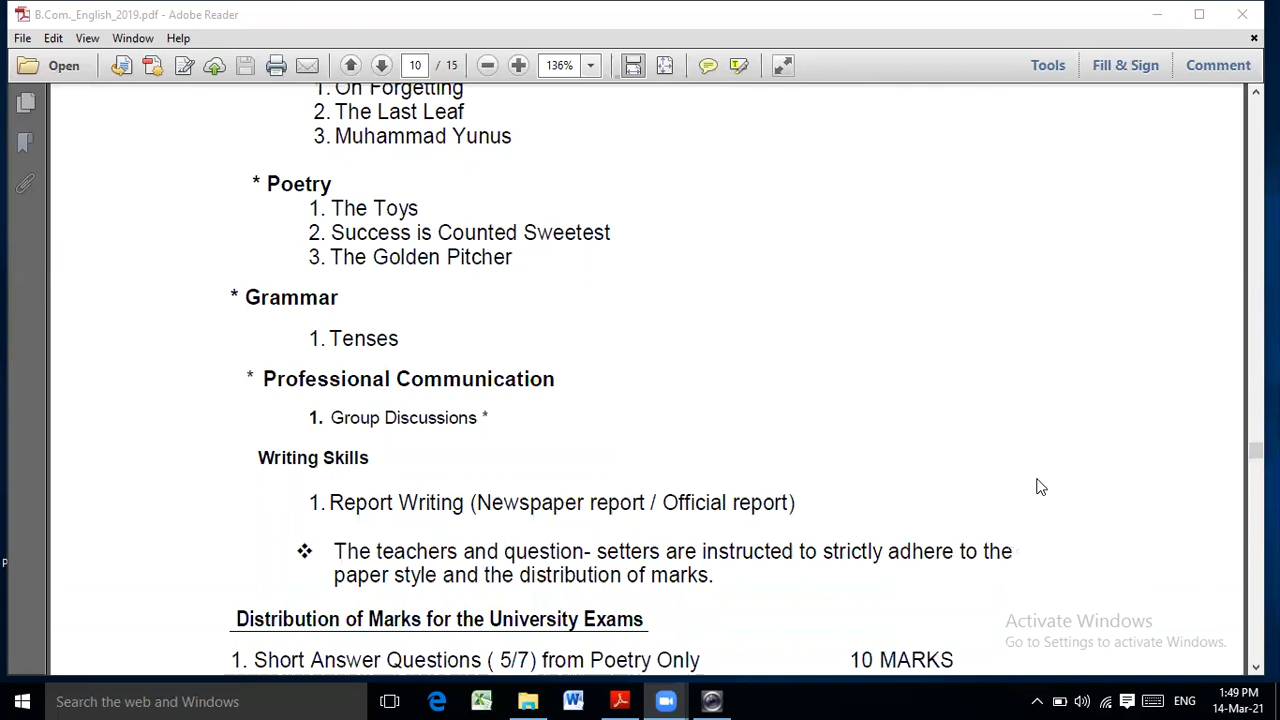 B.Com._English_2019.pdf - Adobe Reader
File Edit View Window Help
Open 10 / 15 136% Tools Fill & Sign Comment
1. On Forgetting
2. The Last Leaf
3. Muhammad Yunus
* Poetry
1. The Toys
2. Success is Counted Sweetest
3. The Golden Pitcher
* Grammar
1. Tenses
* Professional Communication
1. Group Discussions *
Writing Skills
1. Report Writing (Newspaper report / Official report)
❖ The teachers and question- setters are instructed to strictly adhere to the
paper style and the distribution of marks.
Distribution of Marks for the University Exams
1. Short Answer Questions ( 5/7) from Poetry Only 10 MARKS
Activate Windows
Go to Settings to activate Windows.
Search the web and Windows
ENG
1:49 PM
14-Mar-21